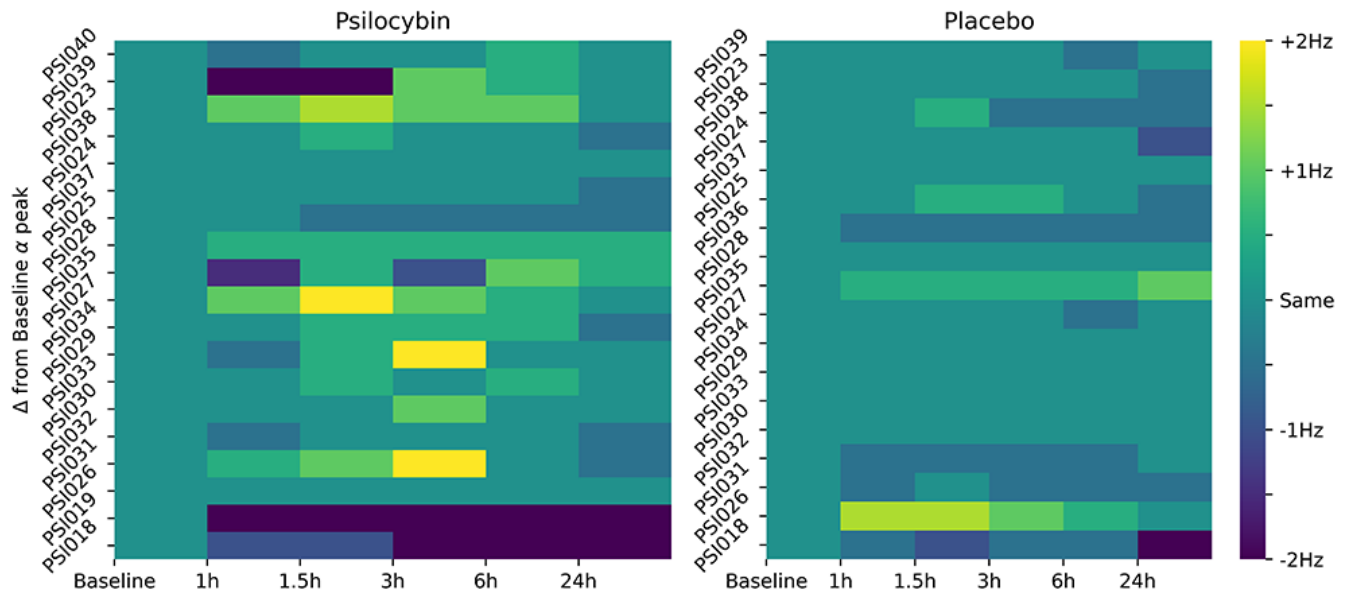 Psilocybin
Δ from Baseline α peak
PSI040
PSI039
PSI023
PSI038
PSI024
PSI037
PSI025
PSI028
PSI035
PSI027
PSI034
PSI029
PSI033
PSI030
PSI032
PSI031
PSI026
PSI019
PSI018
Baseline 1h 1.5h 3h 6h 24h
Placebo
PSI039
PSI023
PSI038
PSI024
PSI037
PSI025
PSI036
PSI028
PSI035
PSI027
PSI034
PSI029
PSI033
PSI030
PSI032
PSI031
PSI026
PSI018
Baseline 1h 1.5h 3h 6h 24h
+2Hz
+1Hz
Same
-1Hz
-2Hz